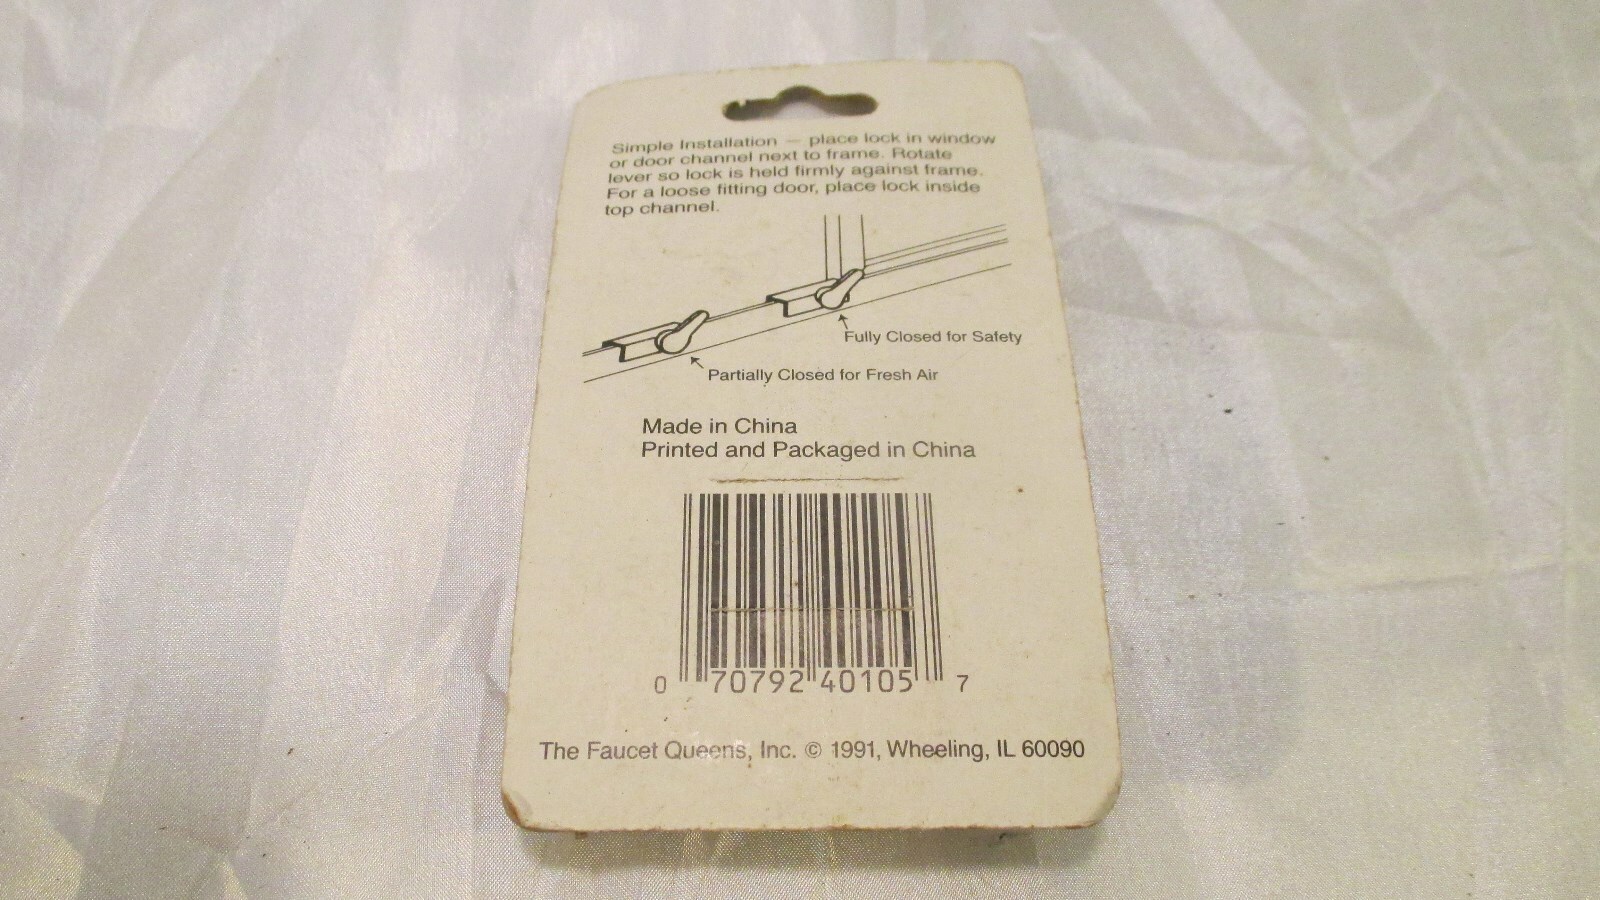 Simple Installation — place lock in window
or door channel next to frame. Rotate
lever so lock is held firmly against frame.
For a loose fitting door, place lock inside
top channel.
Fully Closed for Safety
Partially Closed for Fresh Air
Made in China
Printed and Packaged in China
0 70792 40105 7
The Faucet Queens, Inc. © 1991, Wheeling, IL 60090